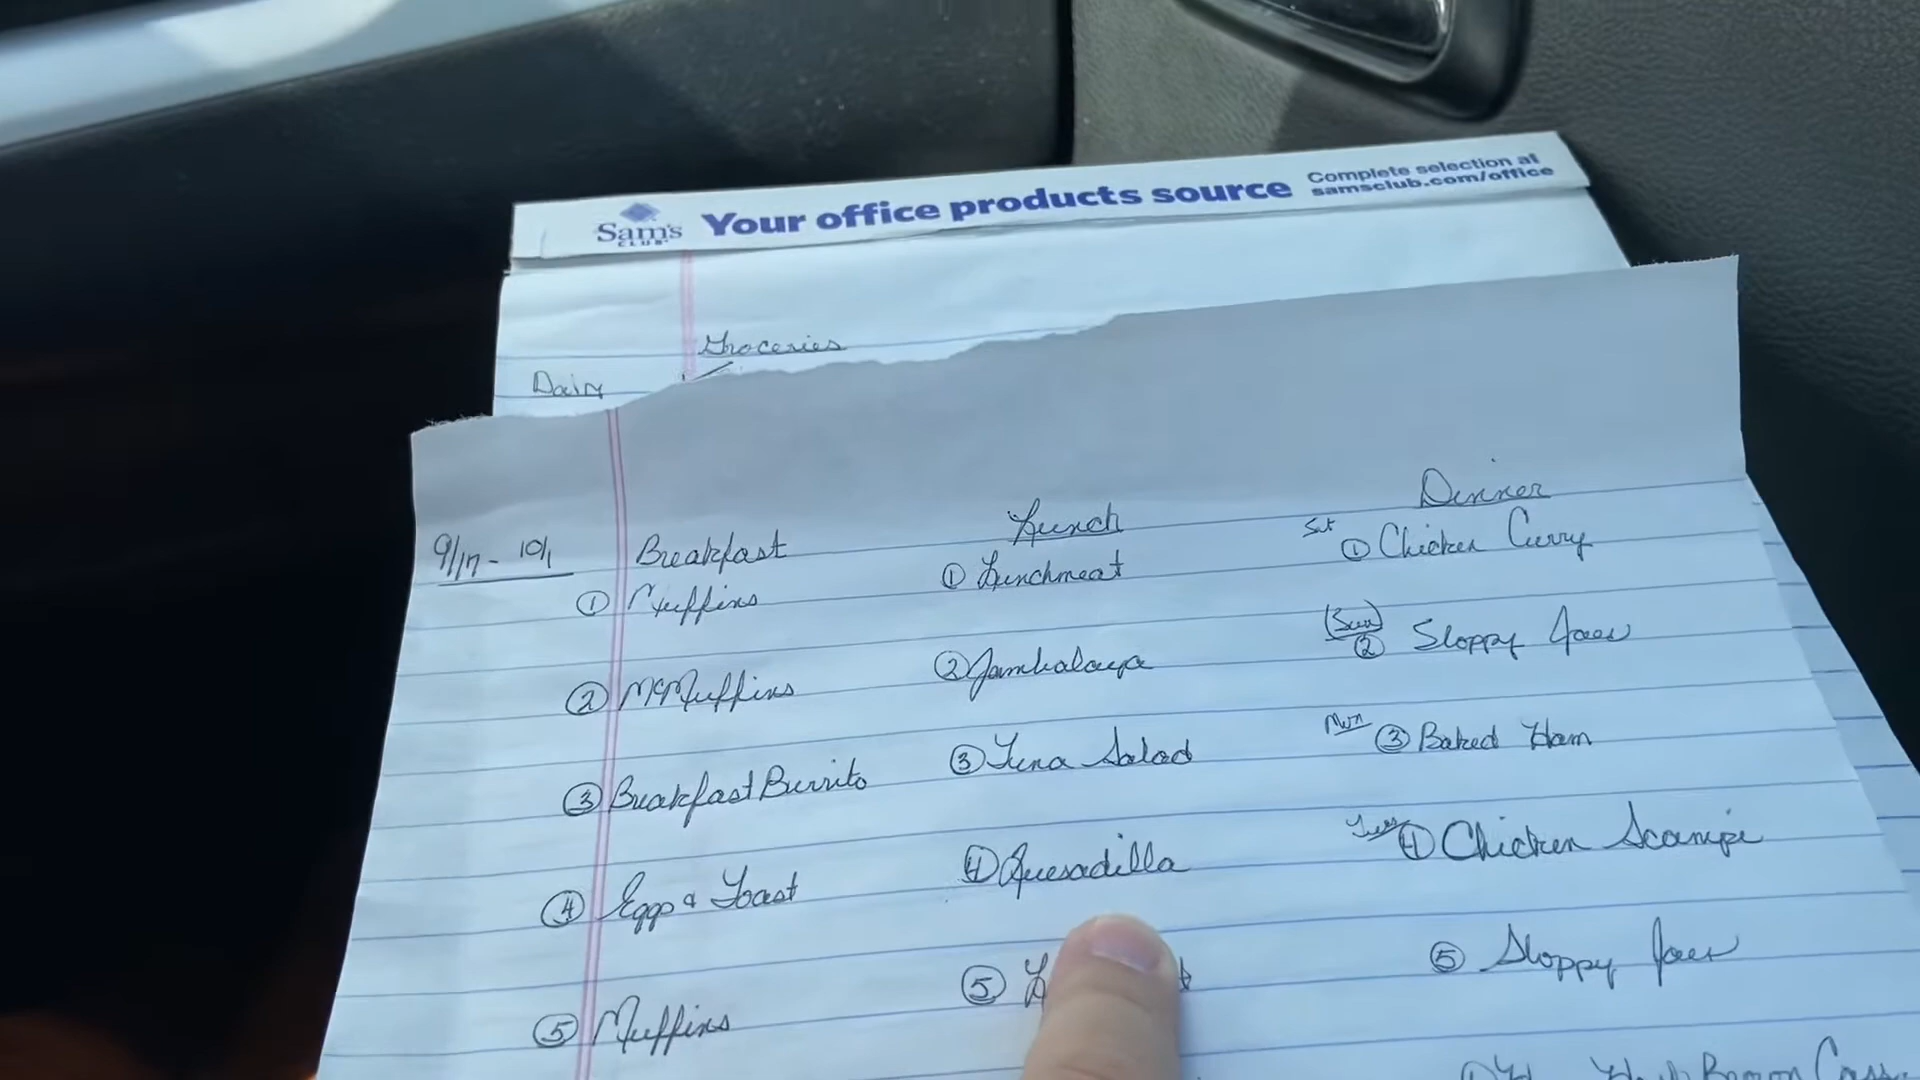 Sam's CLUB Your office products source Complete selection at
samsclub.com/office
Groceries
Dairy
9/17 - 10/1 Breakfast Lunch Dinner
① Muffins ① Lunchmeat Sat ① Chicken Curry
② McMuffins ② Jambalaya (Sun) ② Sloppy Joes
③ Breakfast Burrito ③ Tuna Salad Mon ③ Baked Ham
④ Eggs & Toast ④ Quesadilla Tues ④ Chicken Scampi
⑤ Muffins ⑤ ⑤ Sloppy Joes
Brown